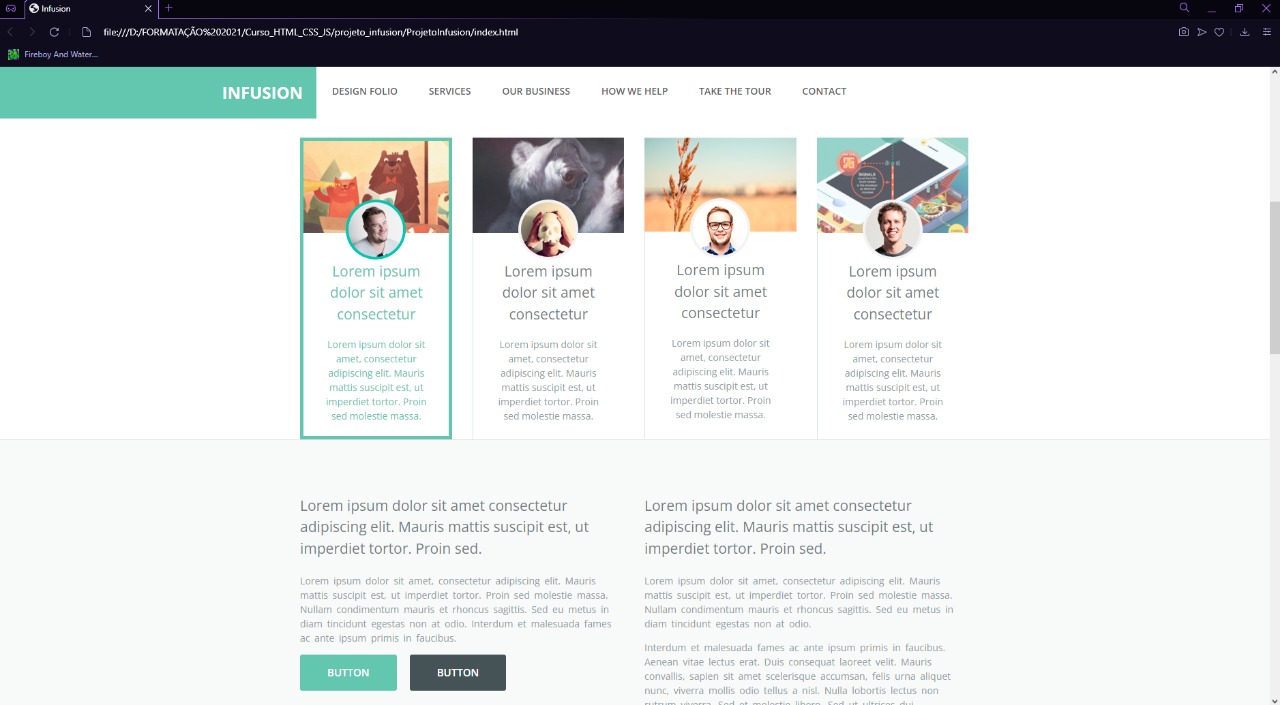 Infusion
file:///D:/FORMATAÇÃO%202021/Curso_HTML_CSS_JS/projeto_infusion/ProjetoInfusion/index.html
Fireboy And Water...
INFUSION
DESIGN FOLIO
SERVICES
OUR BUSINESS
HOW WE HELP
TAKE THE TOUR
CONTACT
Lorem ipsum
dolor sit amet
consectetur
Lorem ipsum dolor sit
amet, consectetur
adipiscing elit. Mauris
mattis suscipit est, ut
imperdiet tortor. Proin
sed molestie massa.
Lorem ipsum
dolor sit amet
consectetur
Lorem ipsum dolor sit
amet, consectetur
adipiscing elit. Mauris
mattis suscipit est, ut
imperdiet tortor. Proin
sed molestie massa.
Lorem ipsum
dolor sit amet
consectetur
Lorem ipsum dolor sit
amet, consectetur
adipiscing elit. Mauris
mattis suscipit est, ut
imperdiet tortor. Proin
sed molestie massa.
SIGNALS
Lorem ipsum
dolor sit amet
consectetur
Lorem ipsum dolor sit
amet, consectetur
adipiscing elit. Mauris
mattis suscipit est, ut
imperdiet tortor. Proin
sed molestie massa.
Lorem ipsum dolor sit amet consectetur
adipiscing elit. Mauris mattis suscipit est, ut
imperdiet tortor. Proin sed.
Lorem ipsum dolor sit amet, consectetur adipiscing elit. Mauris
mattis suscipit est, ut imperdiet tortor. Proin sed molestie massa.
Nullam condimentum mauris et rhoncus sagittis. Sed eu metus in
diam tincidunt egestas non at odio. Interdum et malesuada fames
ac ante ipsum primis in faucibus.
BUTTON
BUTTON
Lorem ipsum dolor sit amet consectetur
adipiscing elit. Mauris mattis suscipit est, ut
imperdiet tortor. Proin sed.
Lorem ipsum dolor sit amet, consectetur adipiscing elit. Mauris
mattis suscipit est, ut imperdiet tortor. Proin sed molestie massa.
Nullam condimentum mauris et rhoncus sagittis. Sed eu metus in
diam tincidunt egestas non at odio.
Interdum et malesuada fames ac ante ipsum primis in faucibus.
Aenean vitae lectus erat. Duis consequat laoreet velit. Mauris
convallis, sapien sit amet scelerisque accumsan, felis urna aliquet
nunc, viverra mollis odio tellus a nisl. Nulla lobortis lectus non
rutrum viverra. Sed et molestie libero. Sed ut ultrices dui.